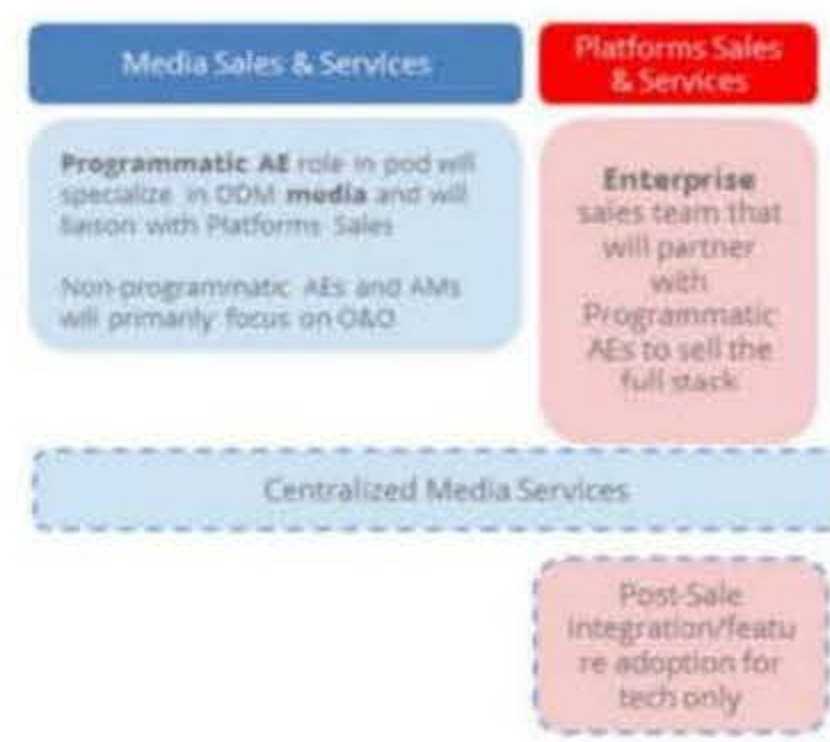 Media Sales & Services
Platforms Sales
& Services
Programmatic AE role in pod will
specialize in DDM media and will
liaison with Platforms Sales
Non-programmatic AEs and AMs
will primarily focus on O&O
Enterprise
sales team that
will partner
with
Programmatic
AEs to sell the
full stack
Centralized Media Services
Post-Sale
integration/featu
re adoption for
tech only